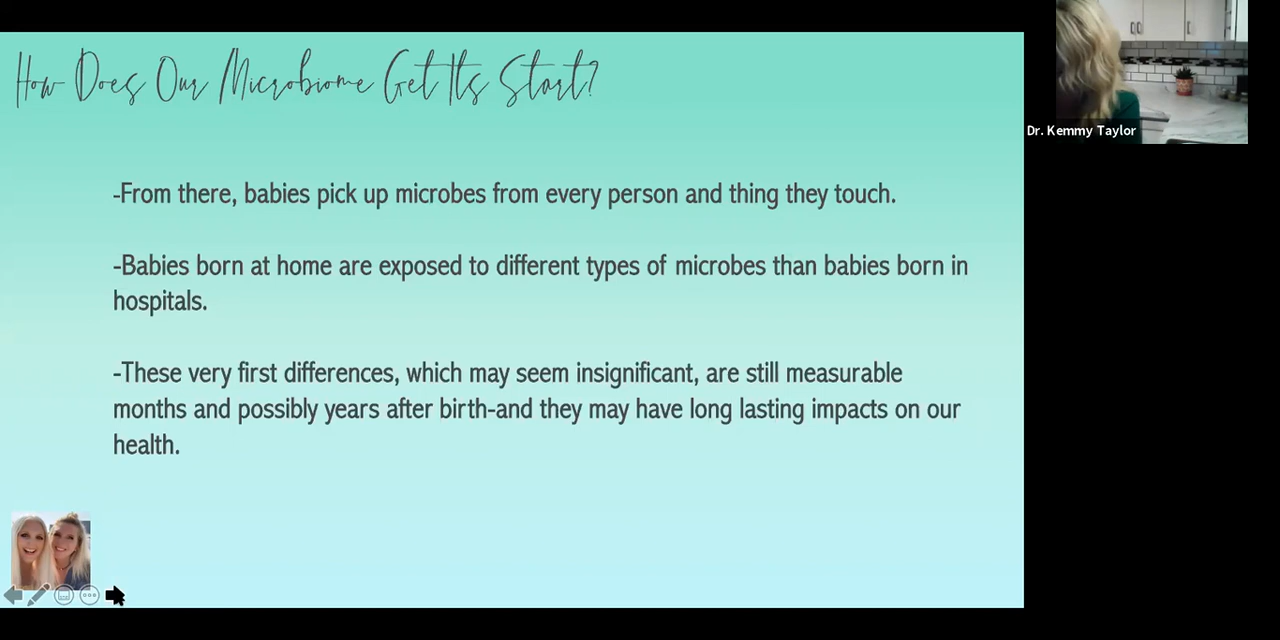 How Does Our Microbiome Get Its Start?
-From there, babies pick up microbes from every person and thing they touch.
-Babies born at home are exposed to different types of microbes than babies born in
hospitals.
-These very first differences, which may seem insignificant, are still measurable
months and possibly years after birth-and they may have long lasting impacts on our
health.
Dr. Kemmy Taylor